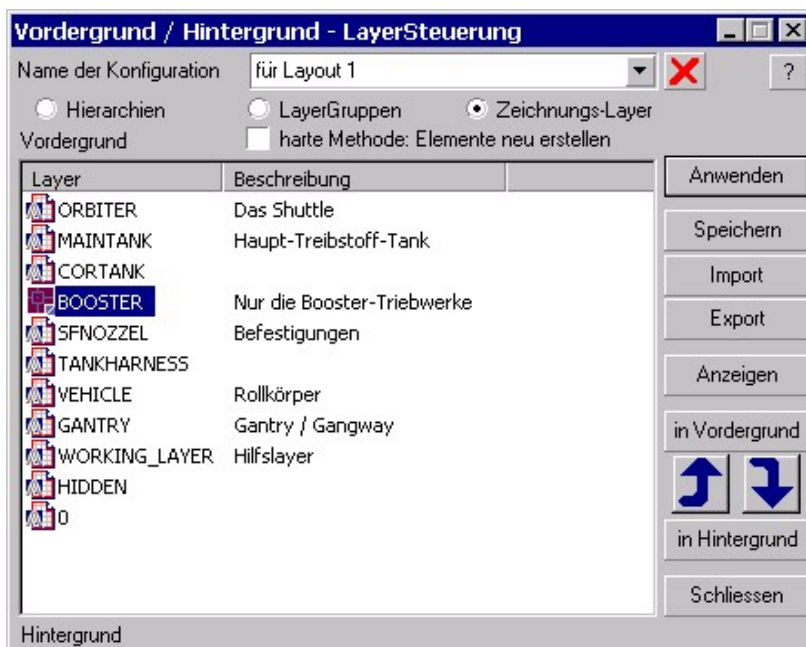 Vordergrund / Hintergrund - LayerSteuerung
Name der Konfiguration für Layout 1 ?
Hierarchien LayerGruppen Zeichnungs-Layer
Vordergrund harte Methode: Elemente neu erstellen
Layer Beschreibung
ORBITER Das Shuttle
MAINTANK Haupt-Treibstoff-Tank
CORTANK
BOOSTER Nur die Booster-Triebwerke
SFNOZZEL Befestigungen
TANKHARNESS
VEHICLE Rollkörper
GANTRY Gantry / Gangway
WORKING_LAYER Hilfslayer
HIDDEN
0
Anwenden
Speichern
Import
Export
Anzeigen
in Vordergrund
in Hintergrund
Schliessen
Hintergrund